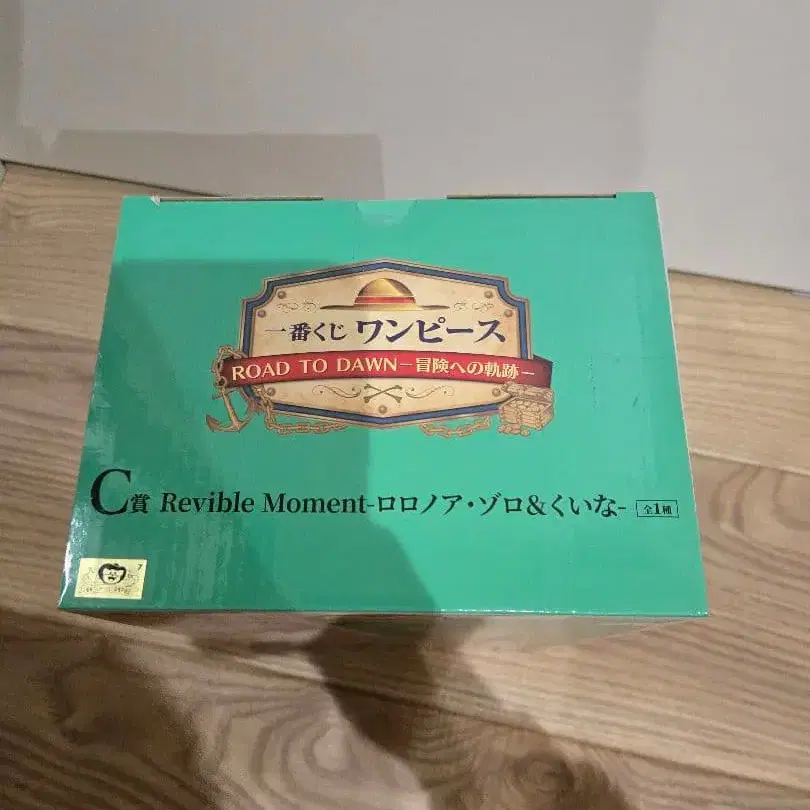 一番くじ ワンピース
ROAD TO DAWN－冒険への軌跡－
C賞 Revible Moment-ロロノア・ゾロ&くいな- 全1種
7